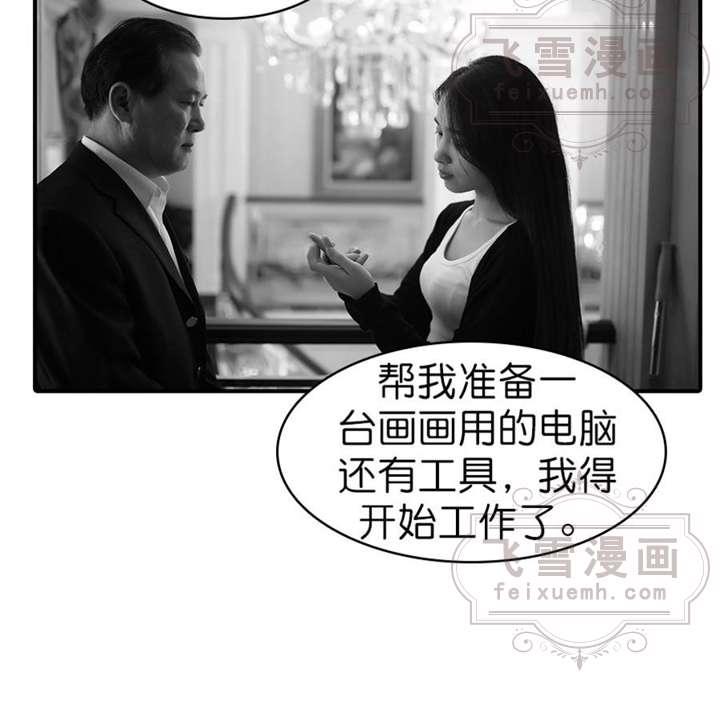 飞雪漫画
feixuemh.com
帮我准备一
台画画用的电脑
还有工具，我得
开始工作了。
飞雪漫画
feixuemh.com